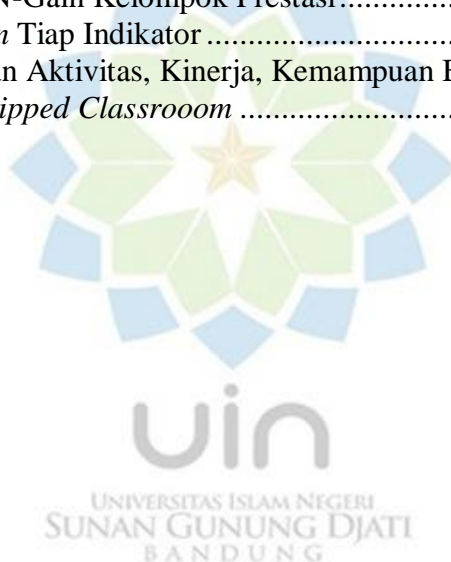 N-Gain Kelompok Prestasi....................
Tiap Indikator..............................
Aktivitas, Kinerja, Kemampuan
Classrooom ..........................
uin
UNIVERSITAS ISLAM NEGERI
SUNAN GUNUNG DJATI
BANDUNG